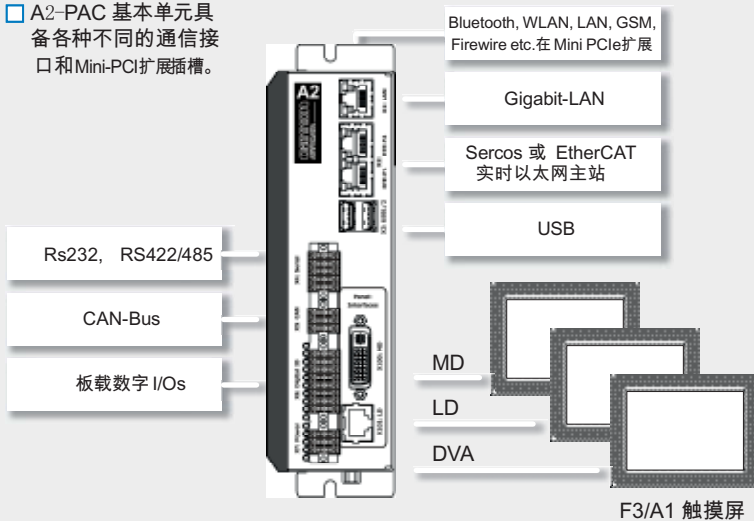 A2-PAC 基本单元具
备各种不同的通信接
口和Mini-PCI扩展插槽。
Bluetooth, WLAN, LAN, GSM,
Firewire etc.在 Mini PCIe扩展
Gigabit-LAN
Sercos 或 EtherCAT
实时以太网主站
USB
Rs232, RS422/485
CAN-Bus
板载数字 I/Os
A2
Panel
Interfaces
MD
LD
DVA
F3/A1 触摸屏